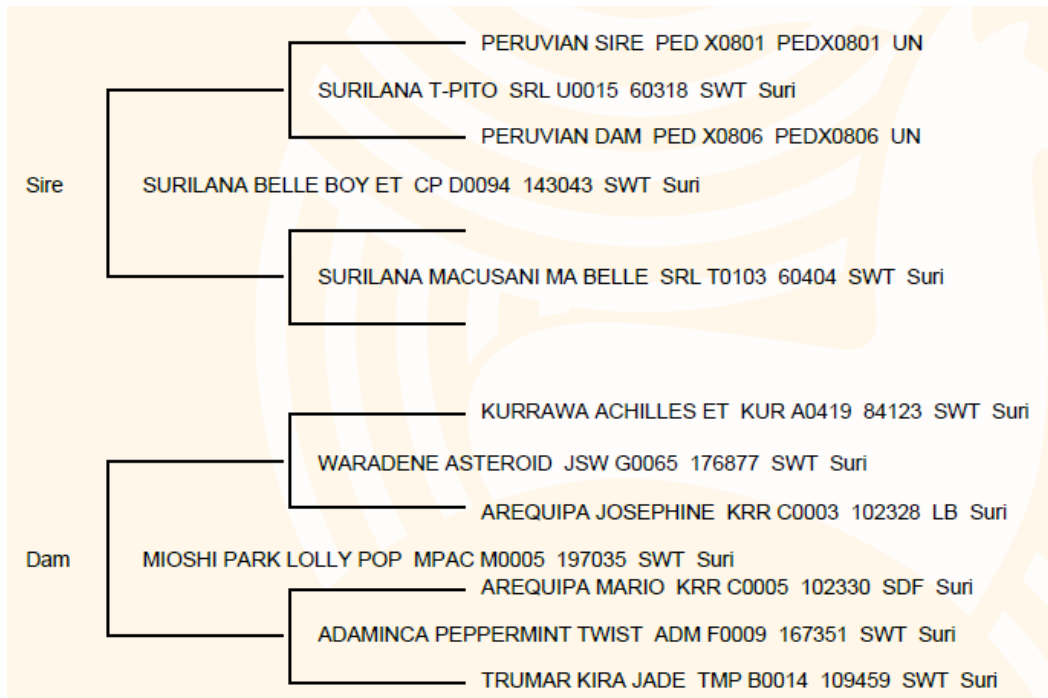 PERUVIAN SIRE PED X0801 PEDX0801 UN
SURILANA T-PITO SRL U0015 60318 SWT Suri
PERUVIAN DAM PED X0806 PEDX0806 UN
Sire SURILANA BELLE BOY ET CP D0094 143043 SWT Suri
SURILANA MACUSANI MA BELLE SRL T0103 60404 SWT Suri
KURRAWA ACHILLES ET KUR A0419 84123 SWT Suri
WARADENE ASTEROID JSW G0065 176877 SWT Suri
AREQUIPA JOSEPHINE KRR C0003 102328 LB Suri
Dam MIOSHI PARK LOLLY POP MPAC M0005 197035 SWT Suri
AREQUIPA MARIO KRR C0005 102330 SDF Suri
ADAMINCA PEPPERMINT TWIST ADM F0009 167351 SWT Suri
TRUMAR KIRA JADE TMP B0014 109459 SWT Suri